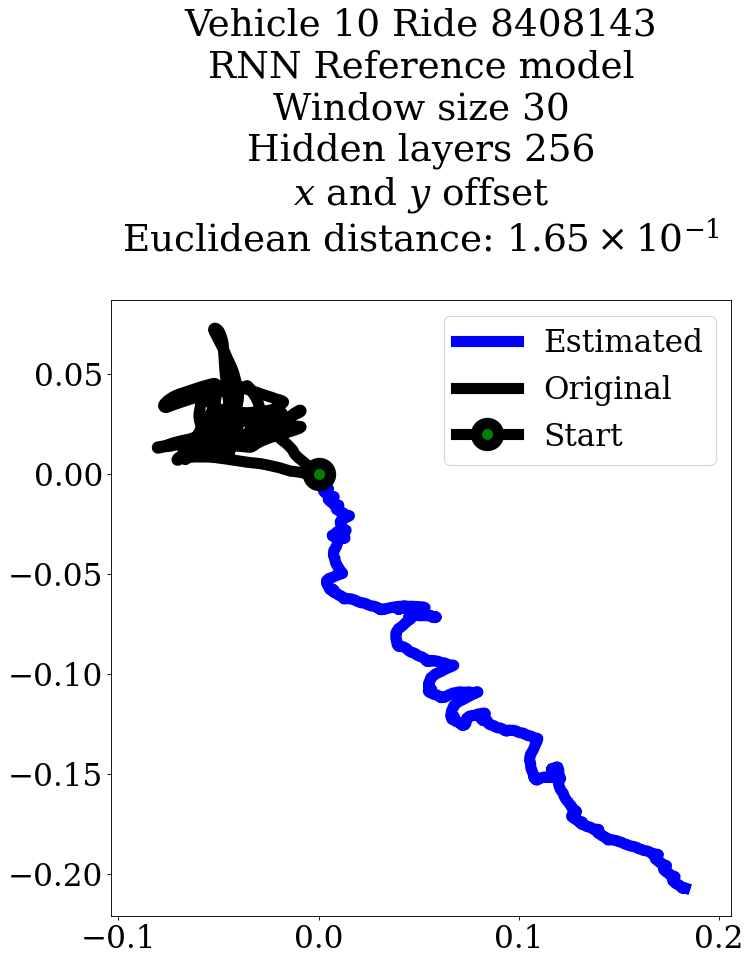 Vehicle 10 Ride 8408143
RNN Reference model
Window size 30
Hidden layers 256
x and y offset
Euclidean distance: 1.65 × 10⁻¹
Estimated
Original
Start
0.05
0.00
−0.05
−0.10
−0.15
−0.20
−0.1 0.0 0.1 0.2